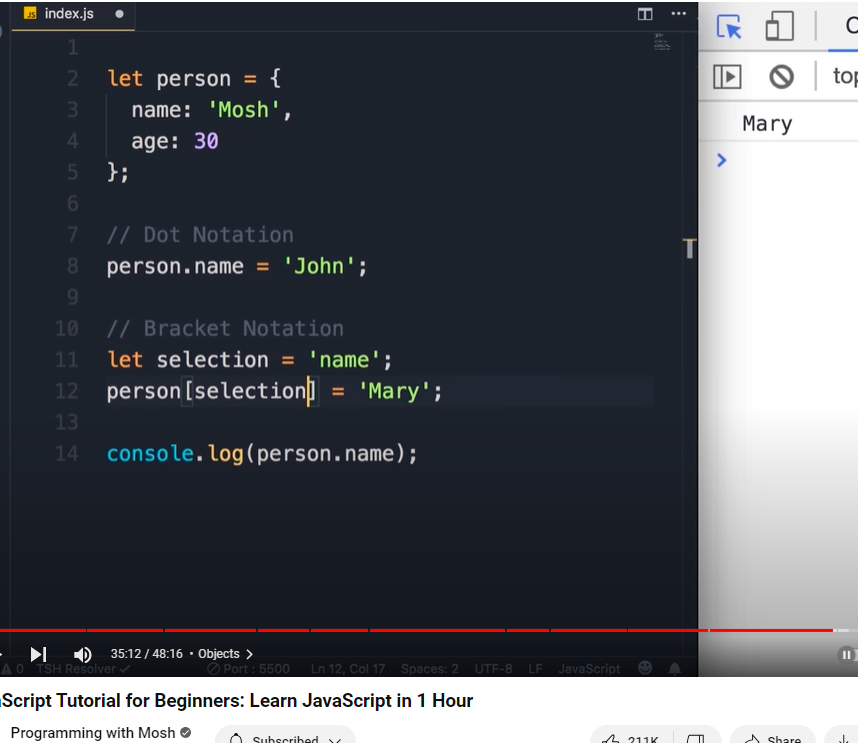 index.js
1
2 let person = {
3 name: 'Mosh',
4 age: 30
5 };
6
7 // Dot Notation
8 person.name = 'John';
9
10 // Bracket Notation
11 let selection = 'name';
12 person[selection] = 'Mary';
13
14 console.log(person.name);
top
Mary
35:12 / 48:16 • Objects
0 TSH Resolver Port : 5500 Ln 12, Col 17 Spaces: 2 UTF-8 LF JavaScript
aScript Tutorial for Beginners: Learn JavaScript in 1 Hour
Programming with Mosh
Subscribed 211K Share